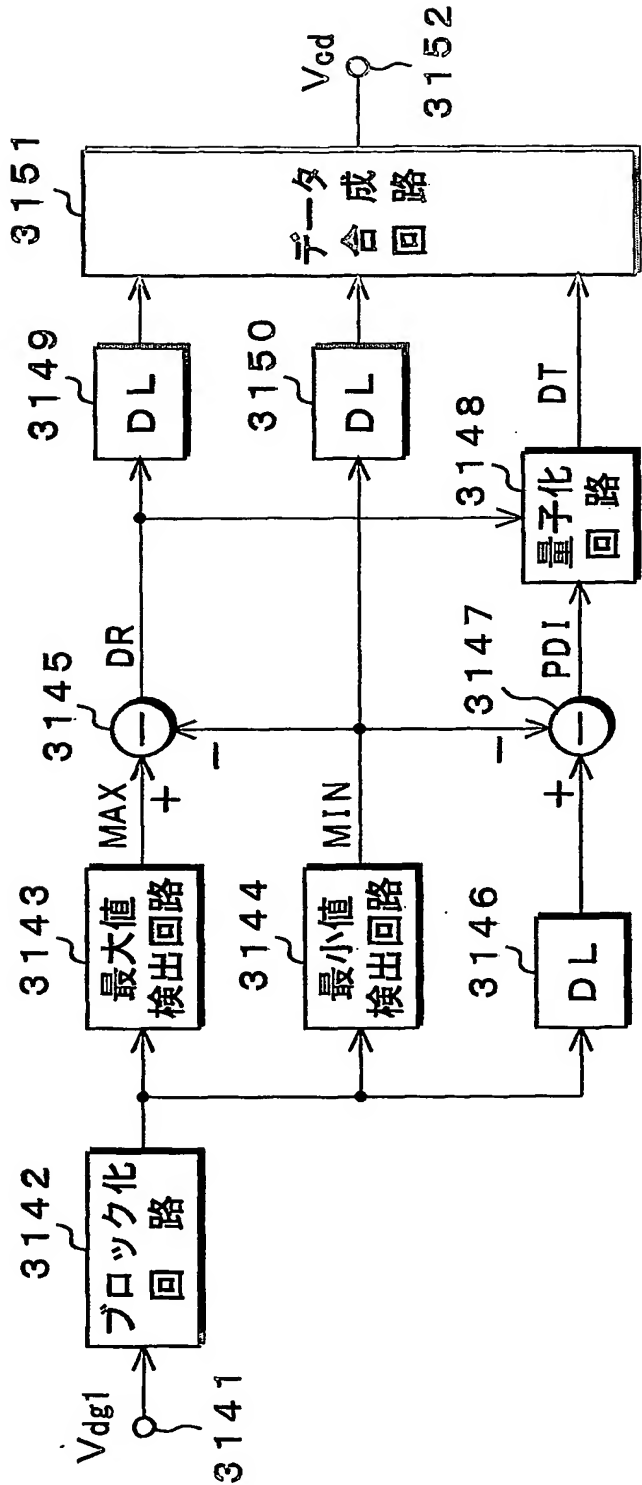 Vdg1
3141
3142
ブロック化
回路
3143
最大値
検出回路
MAX
+
3145
−
−
DR
3149
DL
3144
最小値
検出回路
MIN
3150
DL
3146
DL
+
−
3147
−
PDI
3148
量子化
回路
DT
3151
データ
合成
回路
Vcd
3152